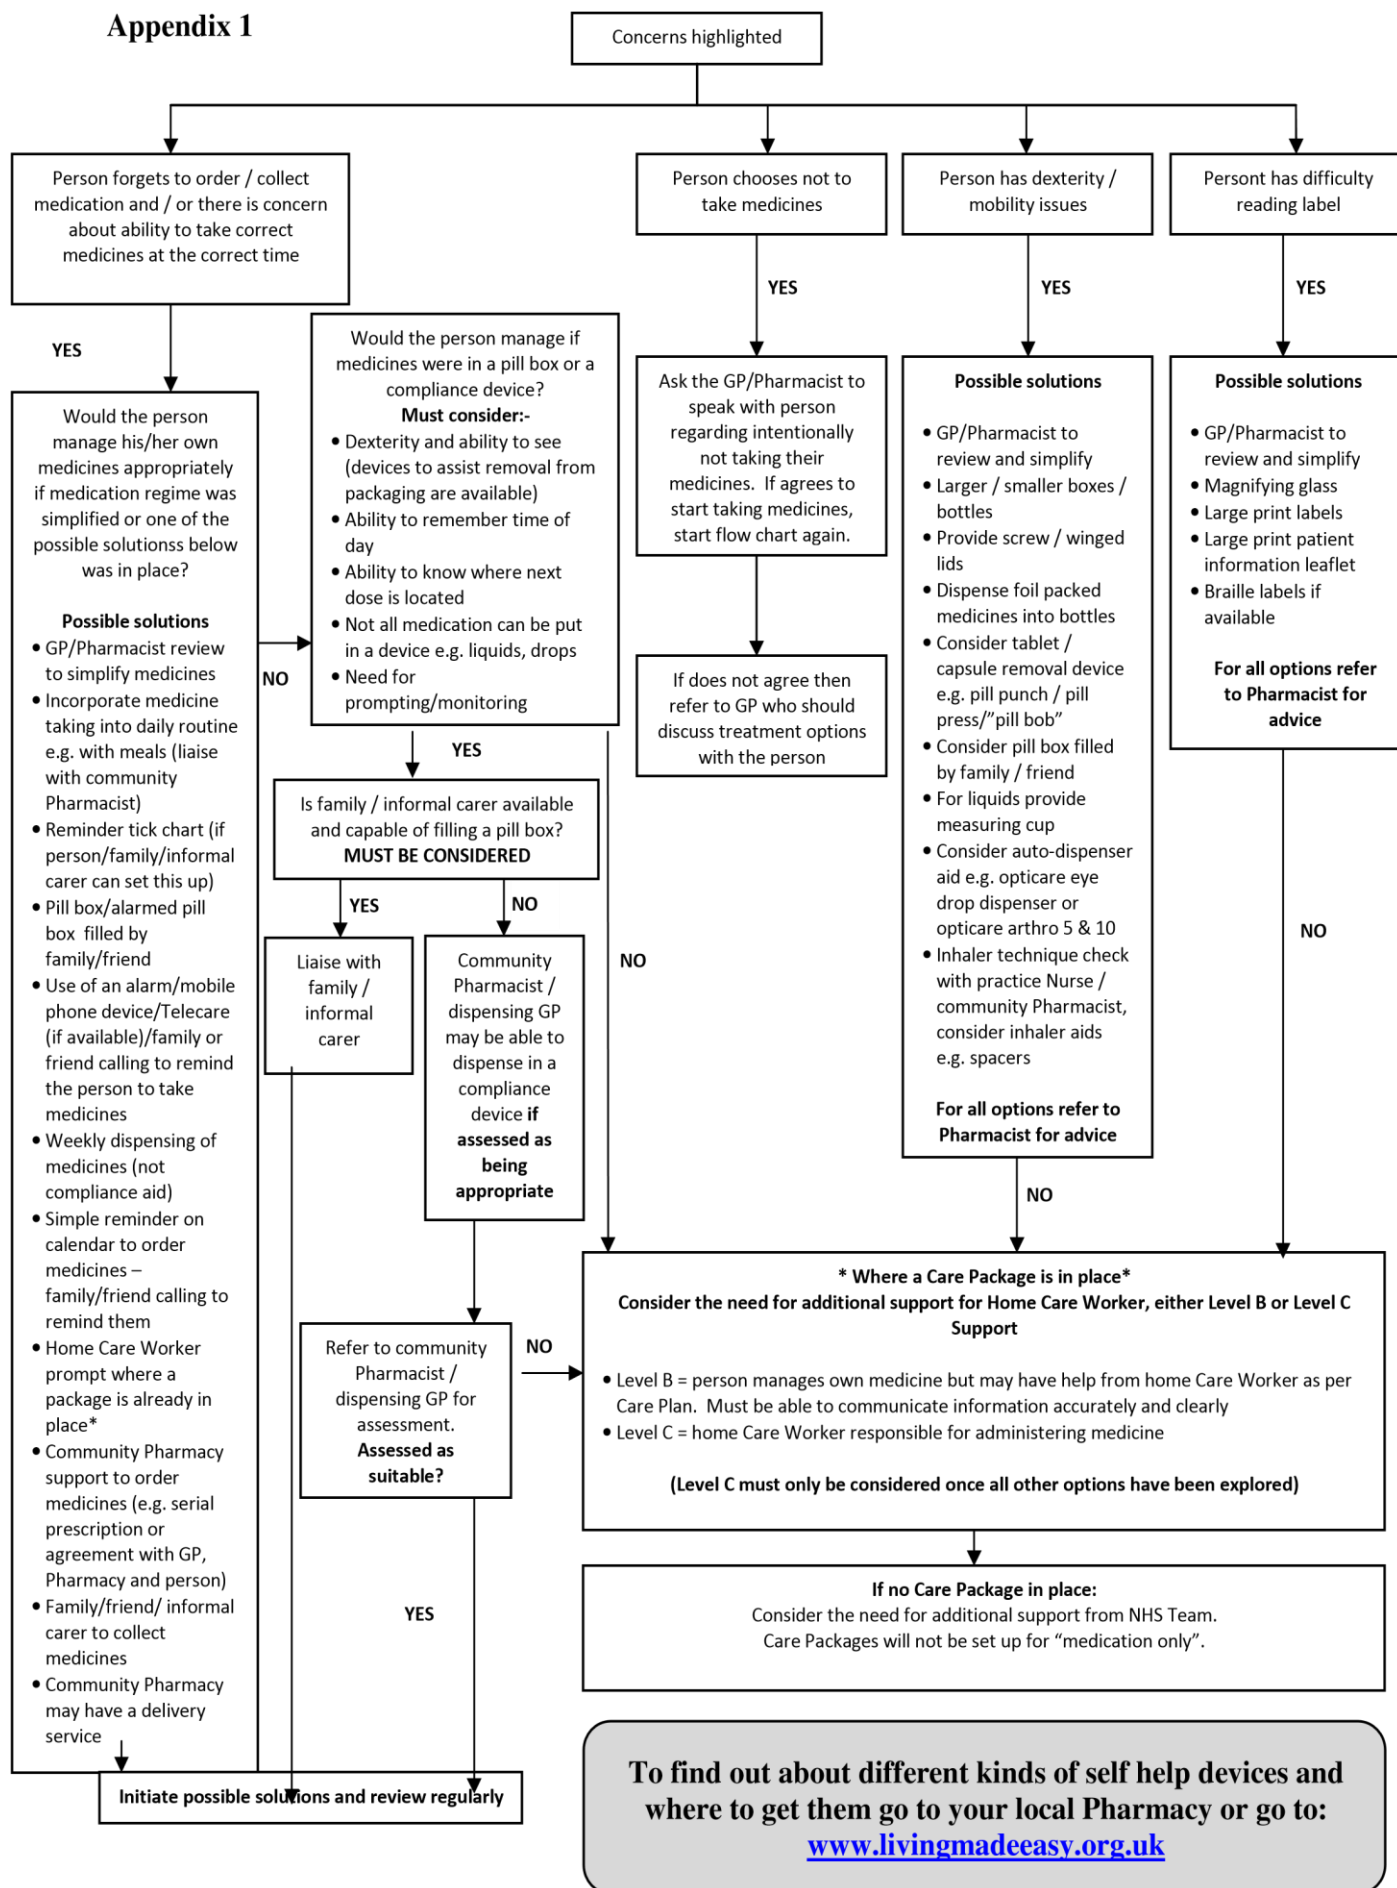 Appendix 1
Concerns highlighted
Person forgets to order / collect
medication and / or there is concern
about ability to take correct
medicines at the correct time
Person chooses not to
take medicines
Person has dexterity /
mobility issues
Persont has difficulty
reading label
YES
YES
YES
YES
Would the person
manage his/her own
medicines appropriately
if medication regime was
simplified or one of the
possible solutionss below
was in place?
Possible solutions
• GP/Pharmacist review
to simplify medicines
• Incorporate medicine
taking into daily routine
e.g. with meals (liaise
with community
Pharmacist)
• Reminder tick chart (if
person/family/informal
carer can set this up)
• Pill box/alarmed pill
box filled by
family/friend
• Use of an alarm/mobile
phone device/Telecare
(if available)/family or
friend calling to remind
the person to take
medicines
• Weekly dispensing of
medicines (not
compliance aid)
• Simple reminder on
calendar to order
medicines –
family/friend calling to
remind them
• Home Care Worker
prompt where a
package is already in
place*
• Community Pharmacy
support to order
medicines (e.g. serial
prescription or
agreement with GP,
Pharmacy and person)
• Family/friend/ informal
carer to collect
medicines
• Community Pharmacy
may have a delivery
service
NO
Would the person manage if
medicines were in a pill box or a
compliance device?
Must consider:-
• Dexterity and ability to see
(devices to assist removal from
packaging are available)
• Ability to remember time of
day
• Ability to know where next
dose is located
• Not all medication can be put
in a device e.g. liquids, drops
• Need for
prompting/monitoring
YES
Is family / informal carer available
and capable of filling a pill box?
MUST BE CONSIDERED
YES
NO
NO
Liaise with
family /
informal
carer
Community
Pharmacist /
dispensing GP
may be able to
dispense in a
compliance
device if
assessed as
being
appropriate
Refer to community
Pharmacist /
dispensing GP for
assessment.
Assessed as
suitable?
NO
YES
Initiate possible solutions and review regularly
Ask the GP/Pharmacist to
speak with person
regarding intentionally
not taking their
medicines. If agrees to
start taking medicines,
start flow chart again.
If does not agree then
refer to GP who should
discuss treatment options
with the person
Possible solutions
• GP/Pharmacist to
review and simplify
• Larger / smaller boxes /
bottles
• Provide screw / winged
lids
• Dispense foil packed
medicines into bottles
• Consider tablet /
capsule removal device
e.g. pill punch / pill
press/”pill bob”
• Consider pill box filled
by family / friend
• For liquids provide
measuring cup
• Consider auto-dispenser
aid e.g. opticare eye
drop dispenser or
opticare arthro 5 & 10
• Inhaler technique check
with practice Nurse /
community Pharmacist,
consider inhaler aids
e.g. spacers
For all options refer to
Pharmacist for advice
NO
Possible solutions
• GP/Pharmacist to
review and simplify
• Magnifying glass
• Large print labels
• Large print patient
information leaflet
• Braille labels if
available
For all options refer
to Pharmacist for
advice
NO
* Where a Care Package is in place*
Consider the need for additional support for Home Care Worker, either Level B or Level C
Support
• Level B = person manages own medicine but may have help from home Care Worker as per
Care Plan. Must be able to communicate information accurately and clearly
• Level C = home Care Worker responsible for administering medicine
(Level C must only be considered once all other options have been explored)
If no Care Package in place:
Consider the need for additional support from NHS Team.
Care Packages will not be set up for “medication only”.
To find out about different kinds of self help devices and
where to get them go to your local Pharmacy or go to:
www.livingmadeeasy.org.uk